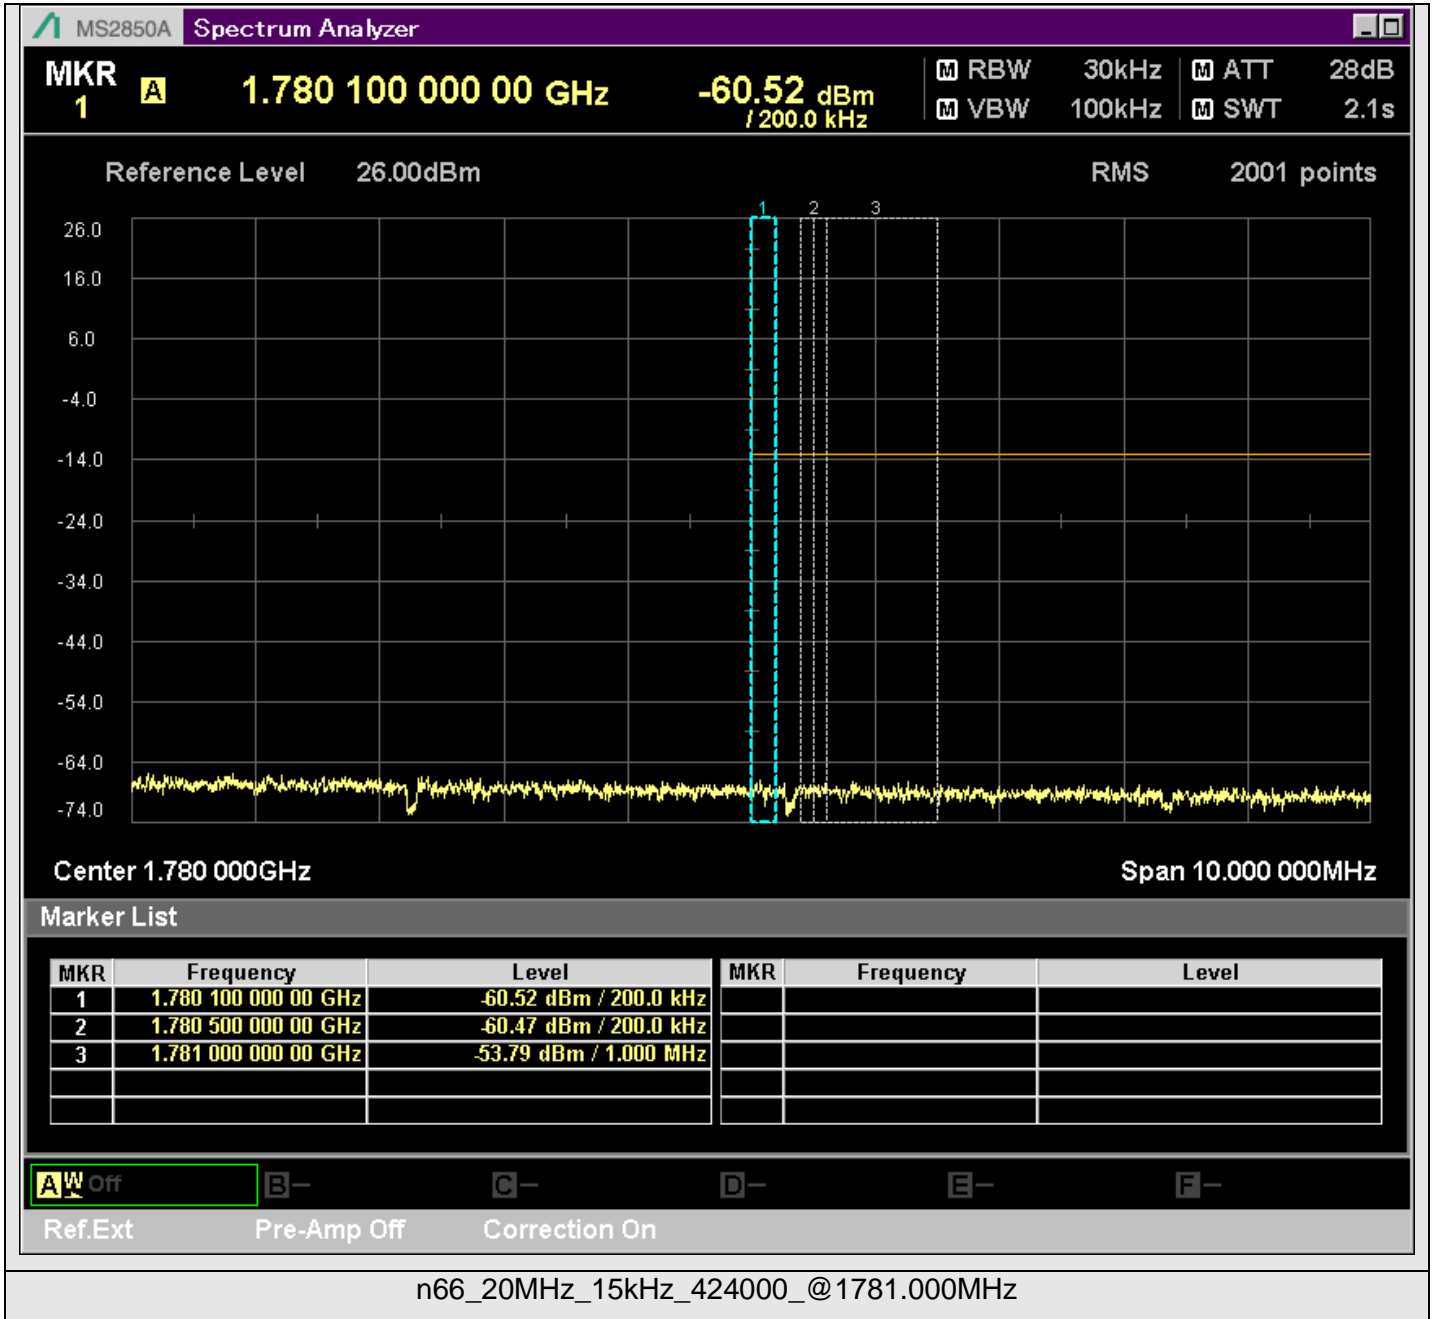 MS2850A Spectrum Analyzer
MKR 1 A 1.780 100 000 00 GHz -60.52 dBm / 200.0 kHz
M RBW 30kHz M ATT 28dB
M VBW 100kHz M SWT 2.1s
Reference Level 26.00dBm RMS 2001 points
1 2 3
26.0
16.0
6.0
-4.0
-14.0
-24.0
-34.0
-44.0
-54.0
-64.0
-74.0
Center 1.780 000GHz Span 10.000 000MHz
Marker List
MKR Frequency Level MKR Frequency Level
1 1.780 100 000 00 GHz -60.52 dBm / 200.0 kHz
2 1.780 500 000 00 GHz -60.47 dBm / 200.0 kHz
3 1.781 000 000 00 GHz -53.79 dBm / 1.000 MHz
A W Off B – C – D – E – F –
Ref.Ext Pre-Amp Off Correction On
n66_20MHz_15kHz_424000_@1781.000MHz